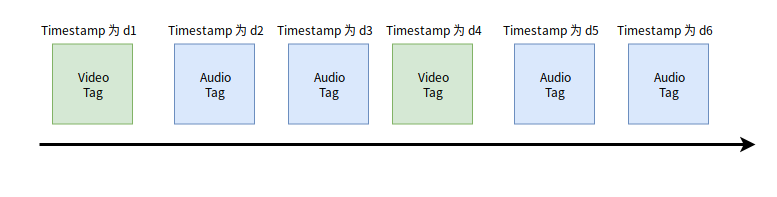 Timestamp 为 d1
Timestamp 为 d2
Timestamp 为 d3
Timestamp 为 d4
Timestamp 为 d5
Timestamp 为 d6
Video
Tag
Audio
Tag
Audio
Tag
Video
Tag
Audio
Tag
Audio
Tag